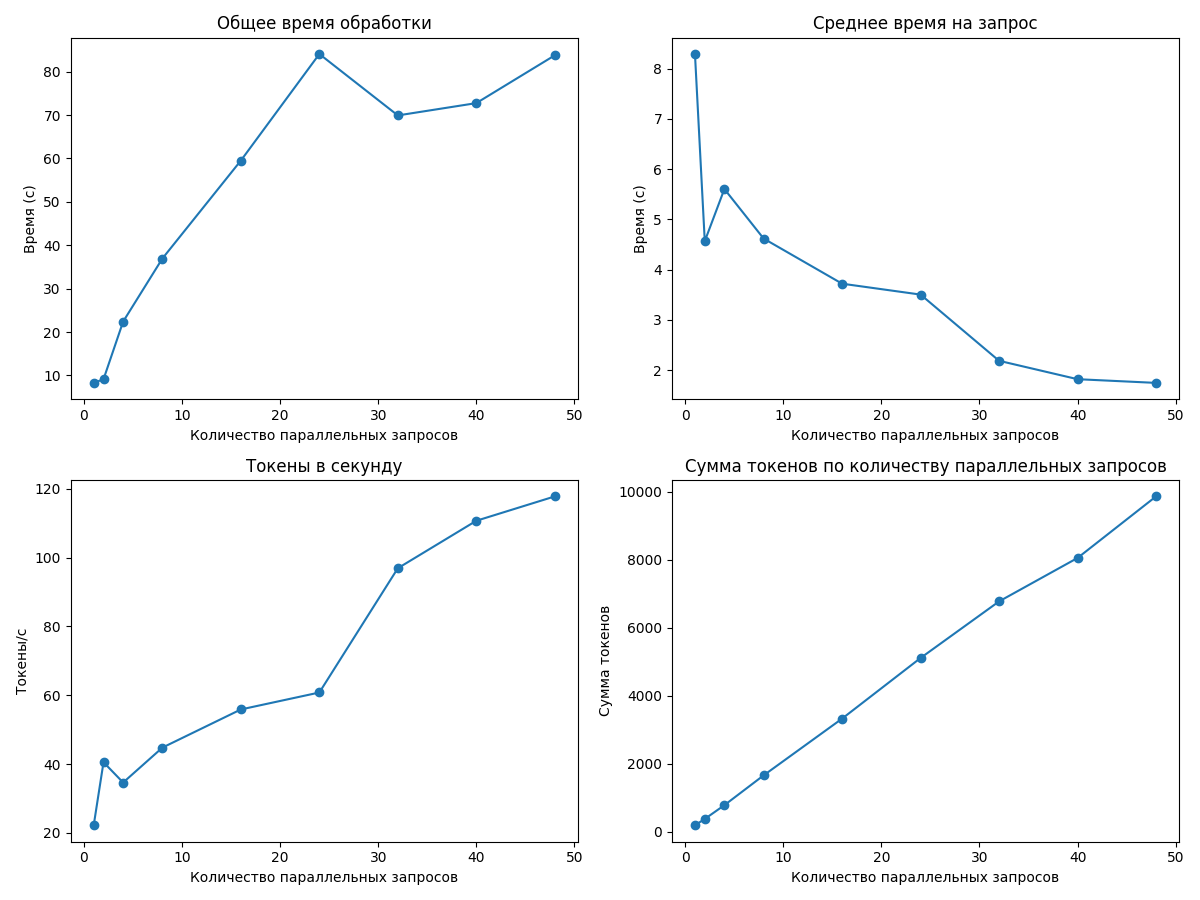 Общее время обработки
80
70
60
50
40
30
20
10
Время (с)
0 10 20 30 40 50
Количество параллельных запросов
Среднее время на запрос
8
7
6
5
4
3
2
Время (с)
0 10 20 30 40 50
Количество параллельных запросов
Токены в секунду
120
100
80
60
40
20
Токены/с
0 10 20 30 40 50
Количество параллельных запросов
Сумма токенов по количеству параллельных запросов
10000
8000
6000
4000
2000
0
Сумма токенов
0 10 20 30 40 50
Количество параллельных запросов